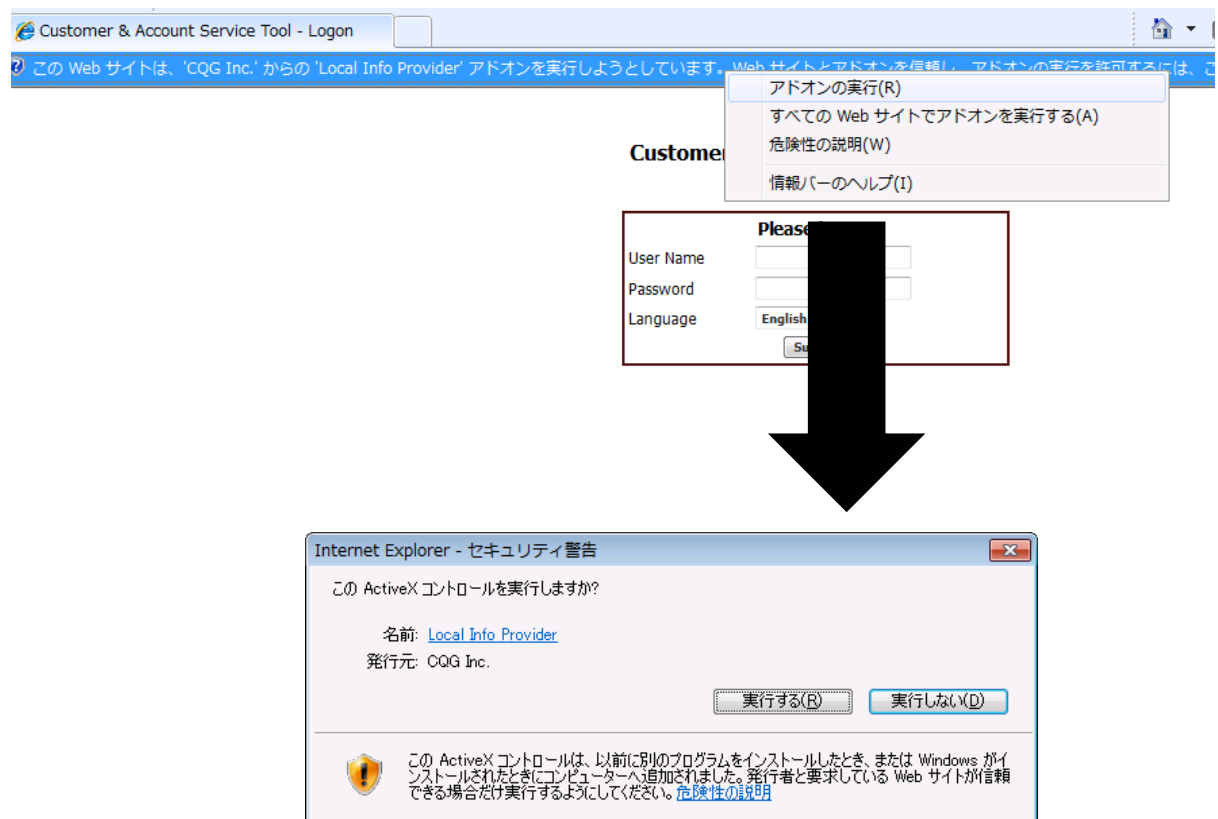 Customer & Account Service Tool - Logon
この Web サイトは、'CQG Inc.' からの 'Local Info Provider' アドオンを実行しようとしています。Web サイトとアドオンを信頼し、アドオンの実行を許可するには、こ
アドオンの実行(R)
すべての Web サイトでアドオンを実行する(A)
危険性の説明(W)
情報バーのヘルプ(I)
Custome
Please
User Name
Password
Language
English
Su
Internet Explorer - セキュリティ警告
この ActiveX コントロールを実行しますか?
名前: Local Info Provider
発行元: CQG Inc.
実行する(R)
実行しない(D)
この ActiveX コントロールは、以前に別のプログラムをインストールしたとき、または Windows がイ
ンストールされたときにコンピューターへ追加されました。発行者と要求している Web サイトが信頼
できる場合だけ実行するようにしてください。危険性の説明